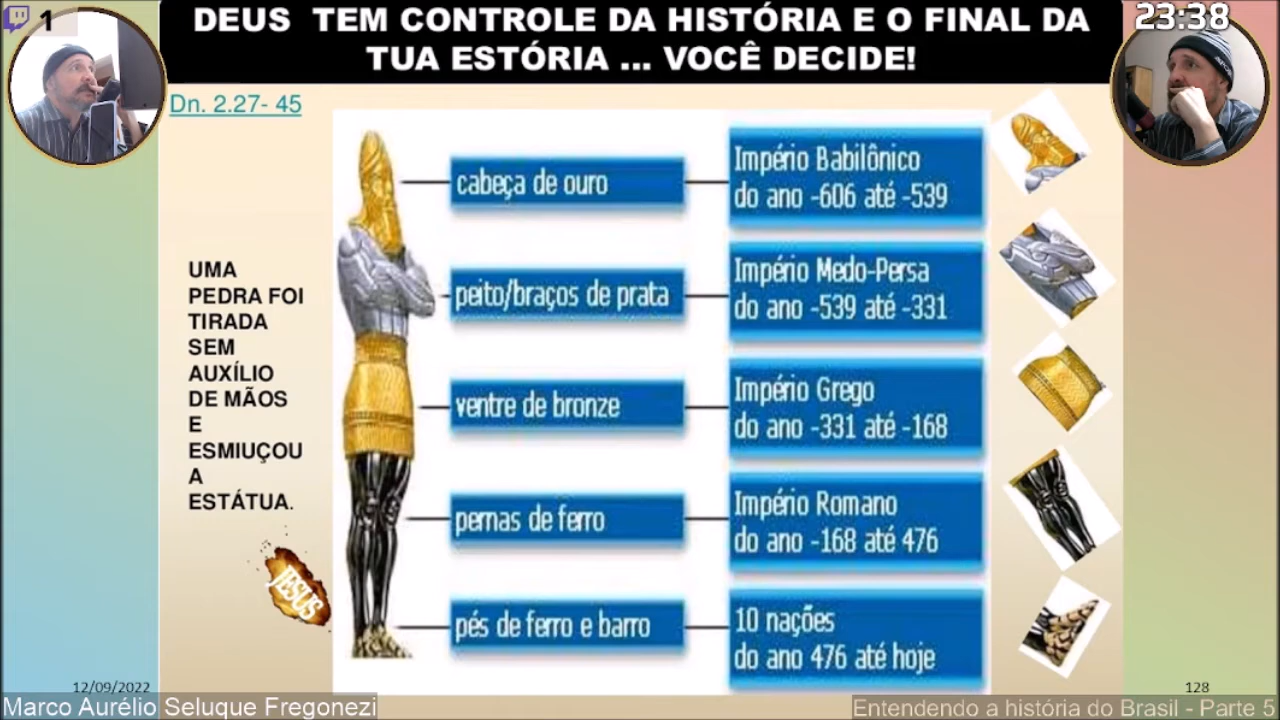 1
23:38
DEUS TEM CONTROLE DA HISTÓRIA E O FINAL DA
TUA ESTÓRIA ... VOCÊ DECIDE!
Dn. 2.27- 45
UMA
PEDRA FOI
TIRADA
SEM
AUXÍLIO
DE MÃOS
E
ESMIUÇOU
A
ESTÁTUA.
JESUS
cabeça de ouro
Império Babilônico
do ano -606 até -539
peito/braços de prata
Império Medo-Persa
do ano -539 até -331
ventre de bronze
Império Grego
do ano -331 até -168
pernas de ferro
Império Romano
do ano -168 até 476
pés de ferro e barro
10 nações
do ano 476 até hoje
12/09/2022
128
Marco Aurélio Seluque Fregonezi
Entendendo a história do Brasil - Parte 5